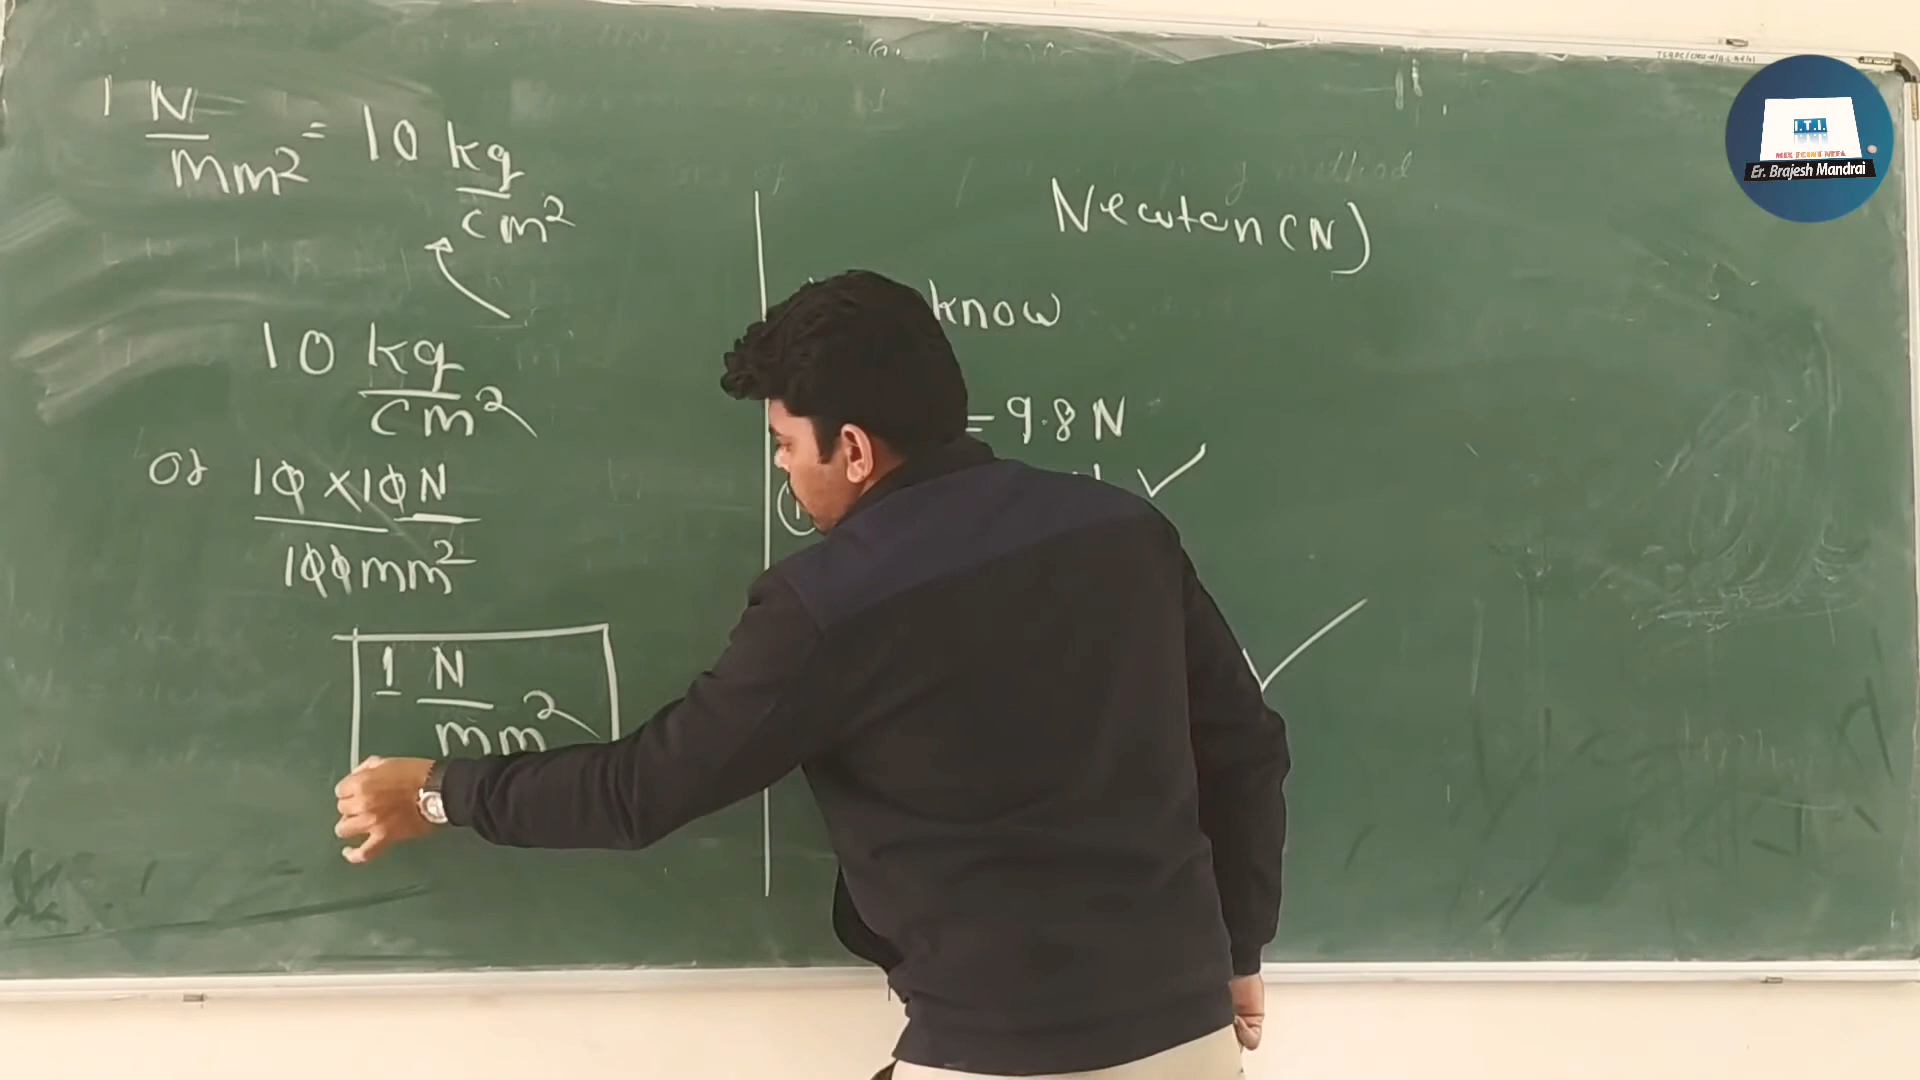 1 N/mm² = 10 kg/cm²
10 kg/cm²
or 10 x 10 N
100 mm²
1 N/mm²
Newton (N)
know
= 9.8 N
I.T.I.
Er. Brajesh Mandrai